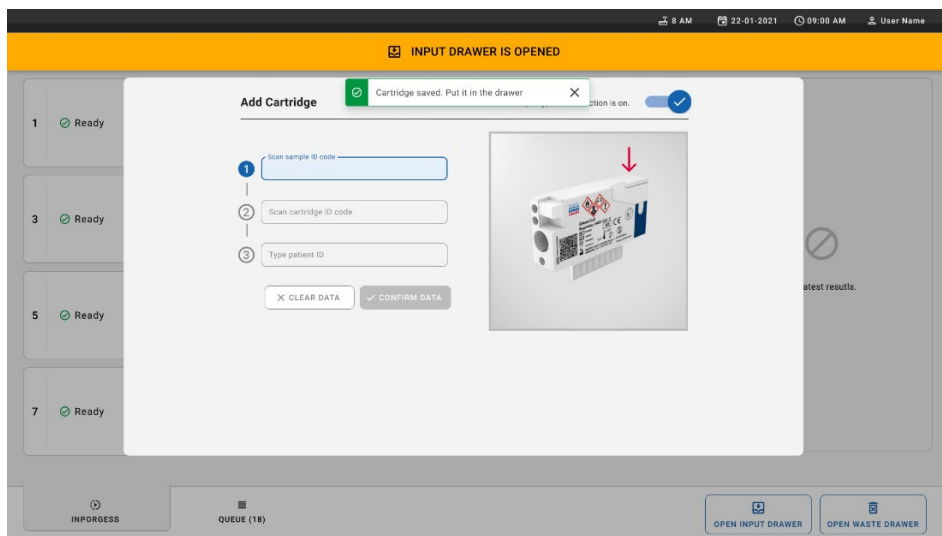 8 AM 22-01-2021 09:00 AM User Name
INPUT DRAWER IS OPENED
Cartridge saved. Put it in the drawer
Add Cartridge
ction is on.
1 Ready
Scan sample ID code
1
2 Scan cartridge ID code
3 Ready
3 Type patient ID
CLEAR DATA CONFIRM DATA
atest resutls.
5 Ready
7 Ready
INPORGESS
QUEUE (18)
OPEN INPUT DRAWER
OPEN WASTE DRAWER